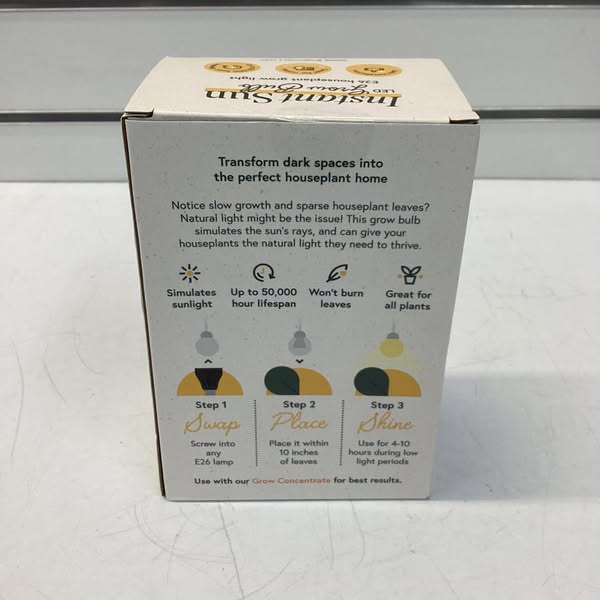 Instant Sun
LED Grow Bulb
E26 houseplant grow light
Transform dark spaces into
the perfect houseplant home
Notice slow growth and sparse houseplant leaves?
Natural light might be the issue! This grow bulb
simulates the sun's rays, and can give your
houseplants the natural light they need to thrive.
Simulates
sunlight
Up to 50,000
hour lifespan
Won't burn
leaves
Great for
all plants
Step 1
Swap
Screw into
any
E26 lamp
Step 2
Place
Place it within
10 inches
of leaves
Step 3
Shine
Use for 4-10
hours during low
light periods
Use with our Grow Concentrate for best results.